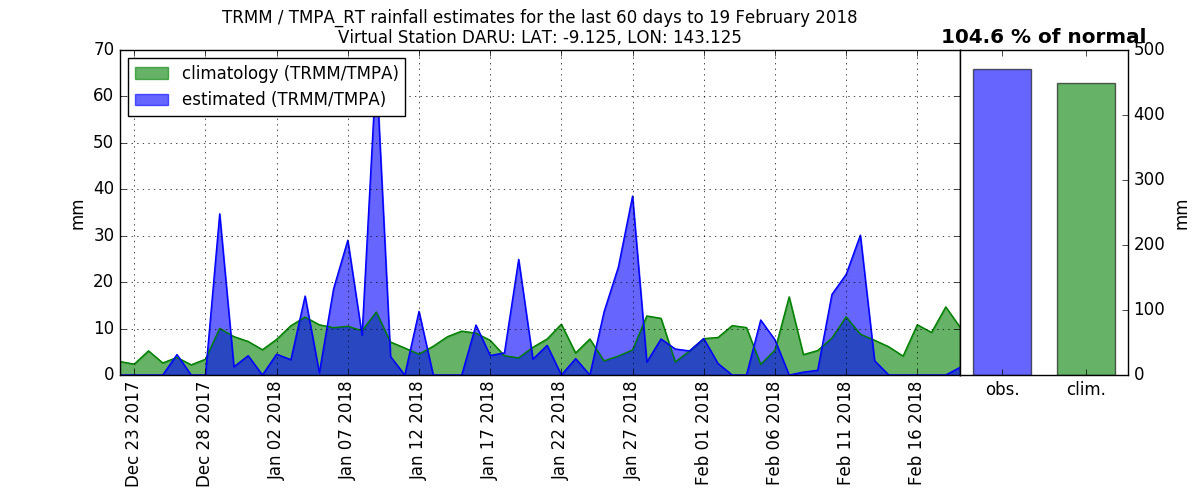 TRMM / TMPA_RT rainfall estimates for the last 60 days to 19 February 2018
Virtual Station DARU: LAT: -9.125, LON: 143.125
104.6 % of normal
climatology (TRMM/TMPA)
estimated (TRMM/TMPA)
70
60
50
40
30
20
10
0
mm
Dec 23 2017
Dec 28 2017
Jan 02 2018
Jan 07 2018
Jan 12 2018
Jan 17 2018
Jan 22 2018
Jan 27 2018
Feb 01 2018
Feb 06 2018
Feb 11 2018
Feb 16 2018
obs.
clim.
500
400
300
200
100
0
mm